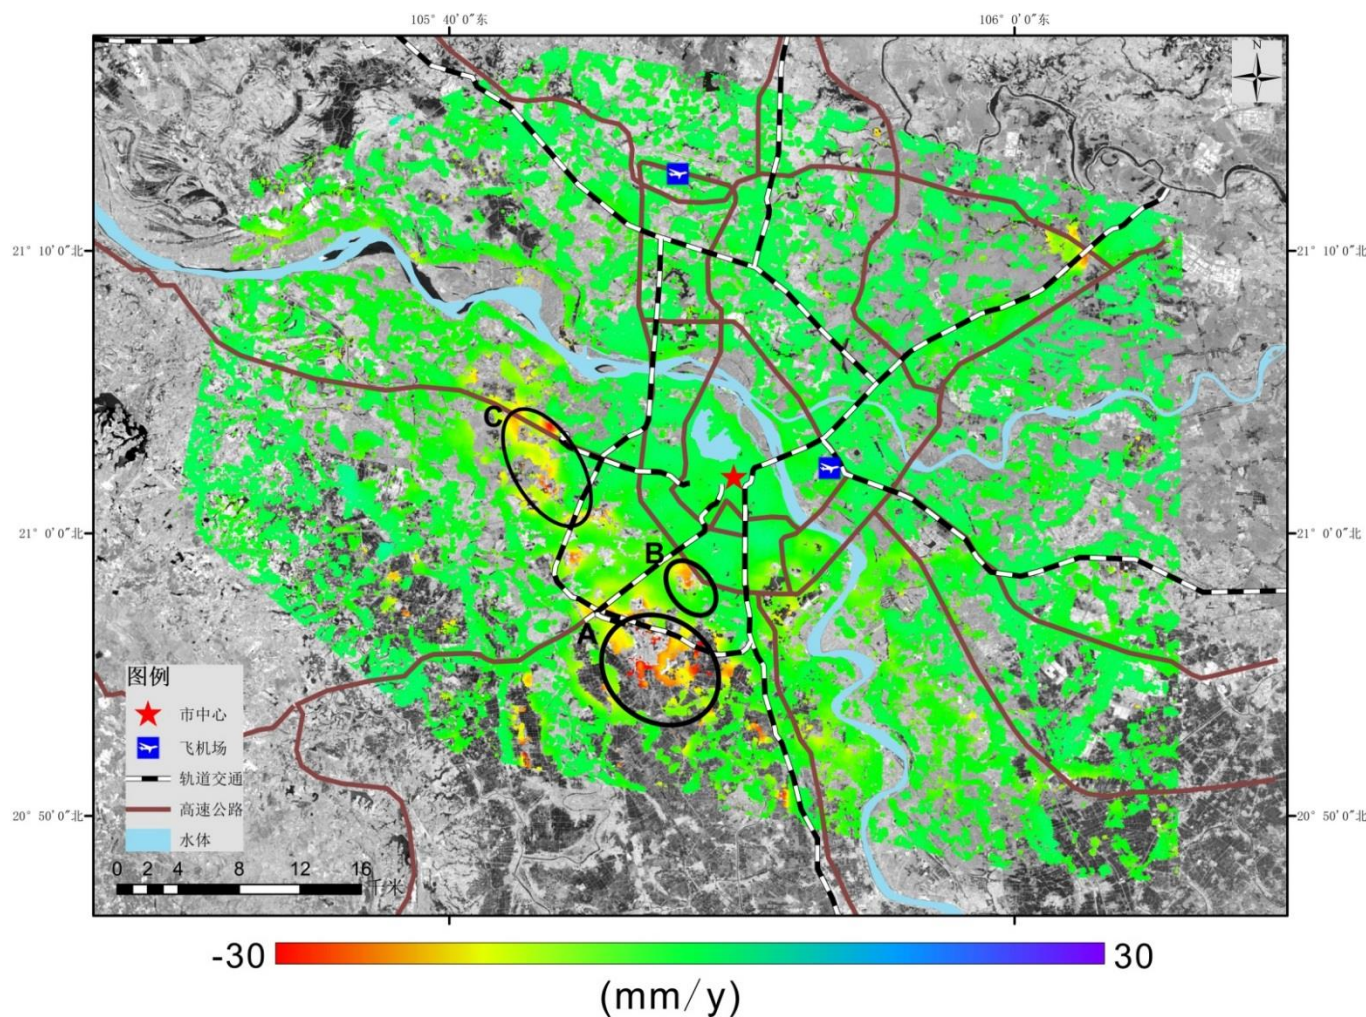 105° 40′0″东
106° 0′0″东
N
21° 10′0″北
21° 10′0″北
C
21° 0′0″北
21° 0′0″北
B
A
图例
市中心
飞机场
轨道交通
高速公路
水体
20° 50′0″北
20° 50′0″北
0 2 4 8 12 16
千米
-30
30
(mm/y)